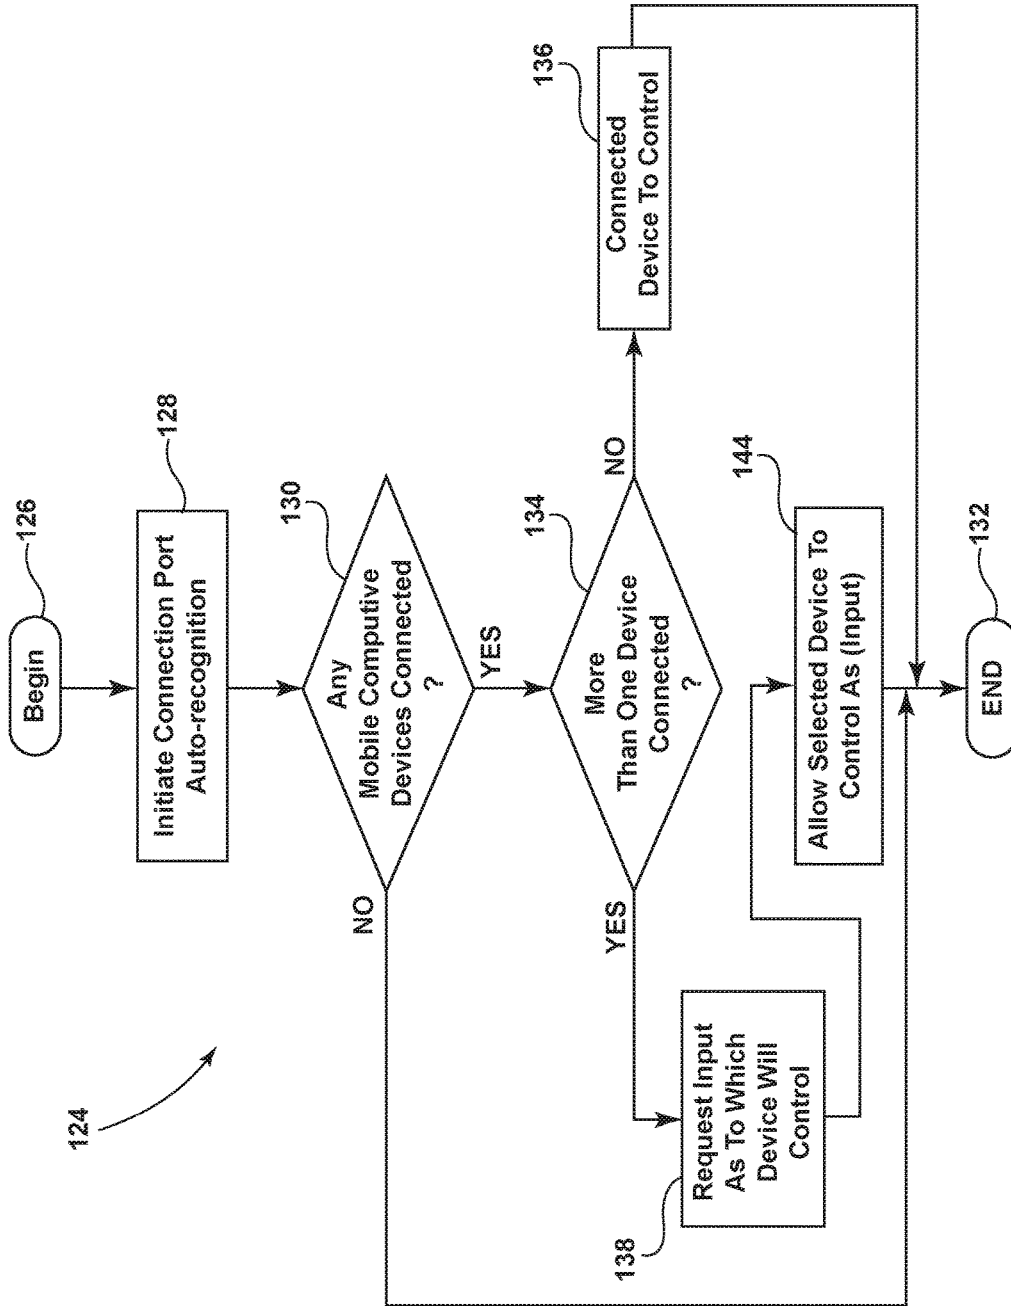 124
Begin
126
Initiate Connection Port
Auto-recognition
128
Any
Mobile Computive
Devices Connected
?
130
NO
YES
More
Than One Device
Connected
?
134
YES
NO
Connected
Device To Control
136
Request Input
As To Which
Device Will
Control
138
Allow Selected Device To
Control As (Input)
144
END
132